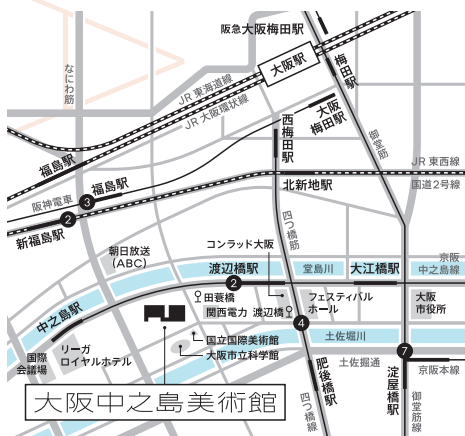 阪急大阪梅田駅
大阪駅
梅田駅
なにわ筋
JR東海道線
JR大阪環状線
大阪
梅田駅
西梅田駅
御堂筋
福島駅
JR東西線
福島駅
北新地駅
国道2号線
阪神電車
3
2
新福島駅
四つ橋筋
朝日放送
(ABC)
コンラッド大阪
渡辺橋駅
堂島川
大江橋駅
京阪
中之島線
2
田蓑橋
フェスティバル
ホール
大阪
市役所
関西電力
渡辺橋
中之島駅
4
国立国際美術館
土佐堀川
大阪市立科学館
国際
会議場
リーガ
ロイヤルホテル
肥後橋駅
土佐掘通
7
淀屋橋駅
京阪本線
大阪中之島美術館
四つ橋線
御堂筋線